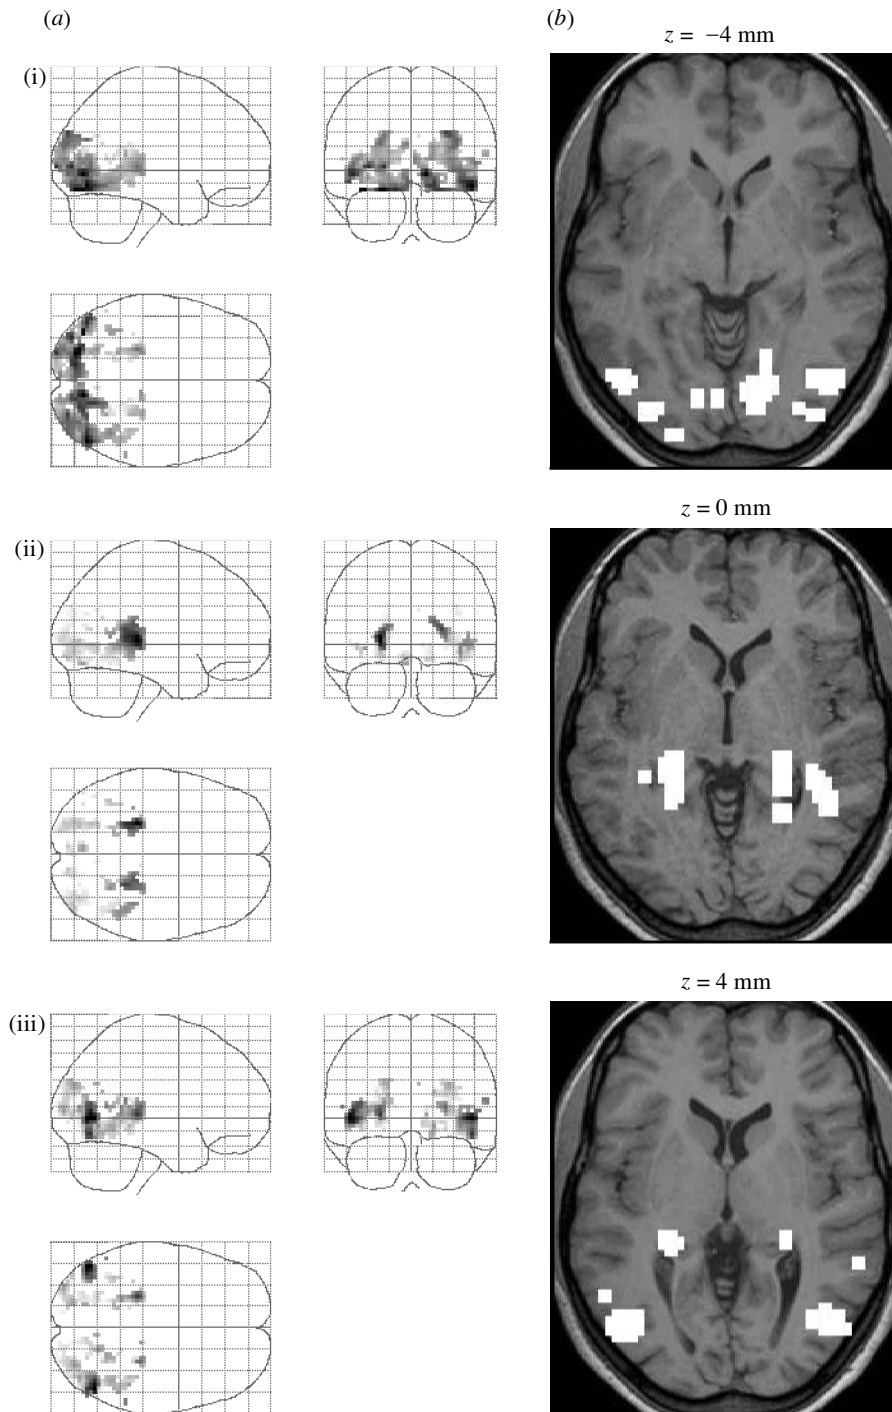 (a)
(b)
z = −4 mm
(i)
z = 0 mm
(ii)
z = 4 mm
(iii)